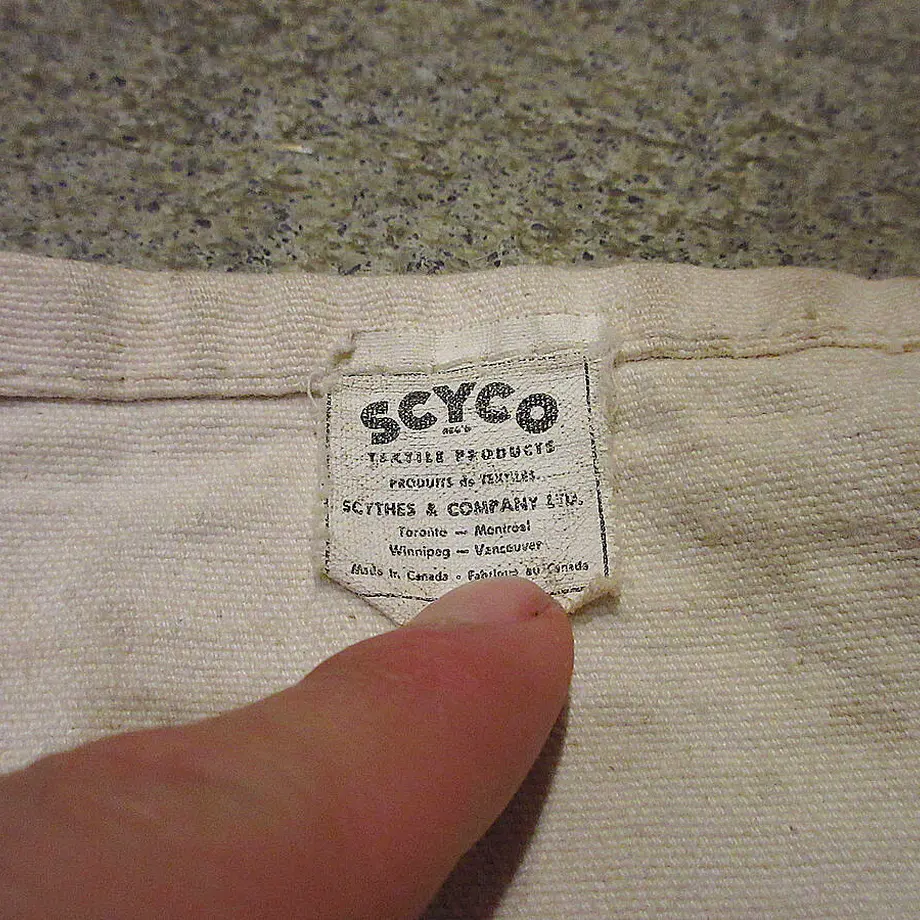 SCYCO
REG'D
TEXTILE PRODUCTS
PRODUITS de TEXTILES.
SCYTHES & COMPANY LTD.
Toronto — Montreal
Winnipeg — Vancouver
Made in Canada • Fabriqué au Canada